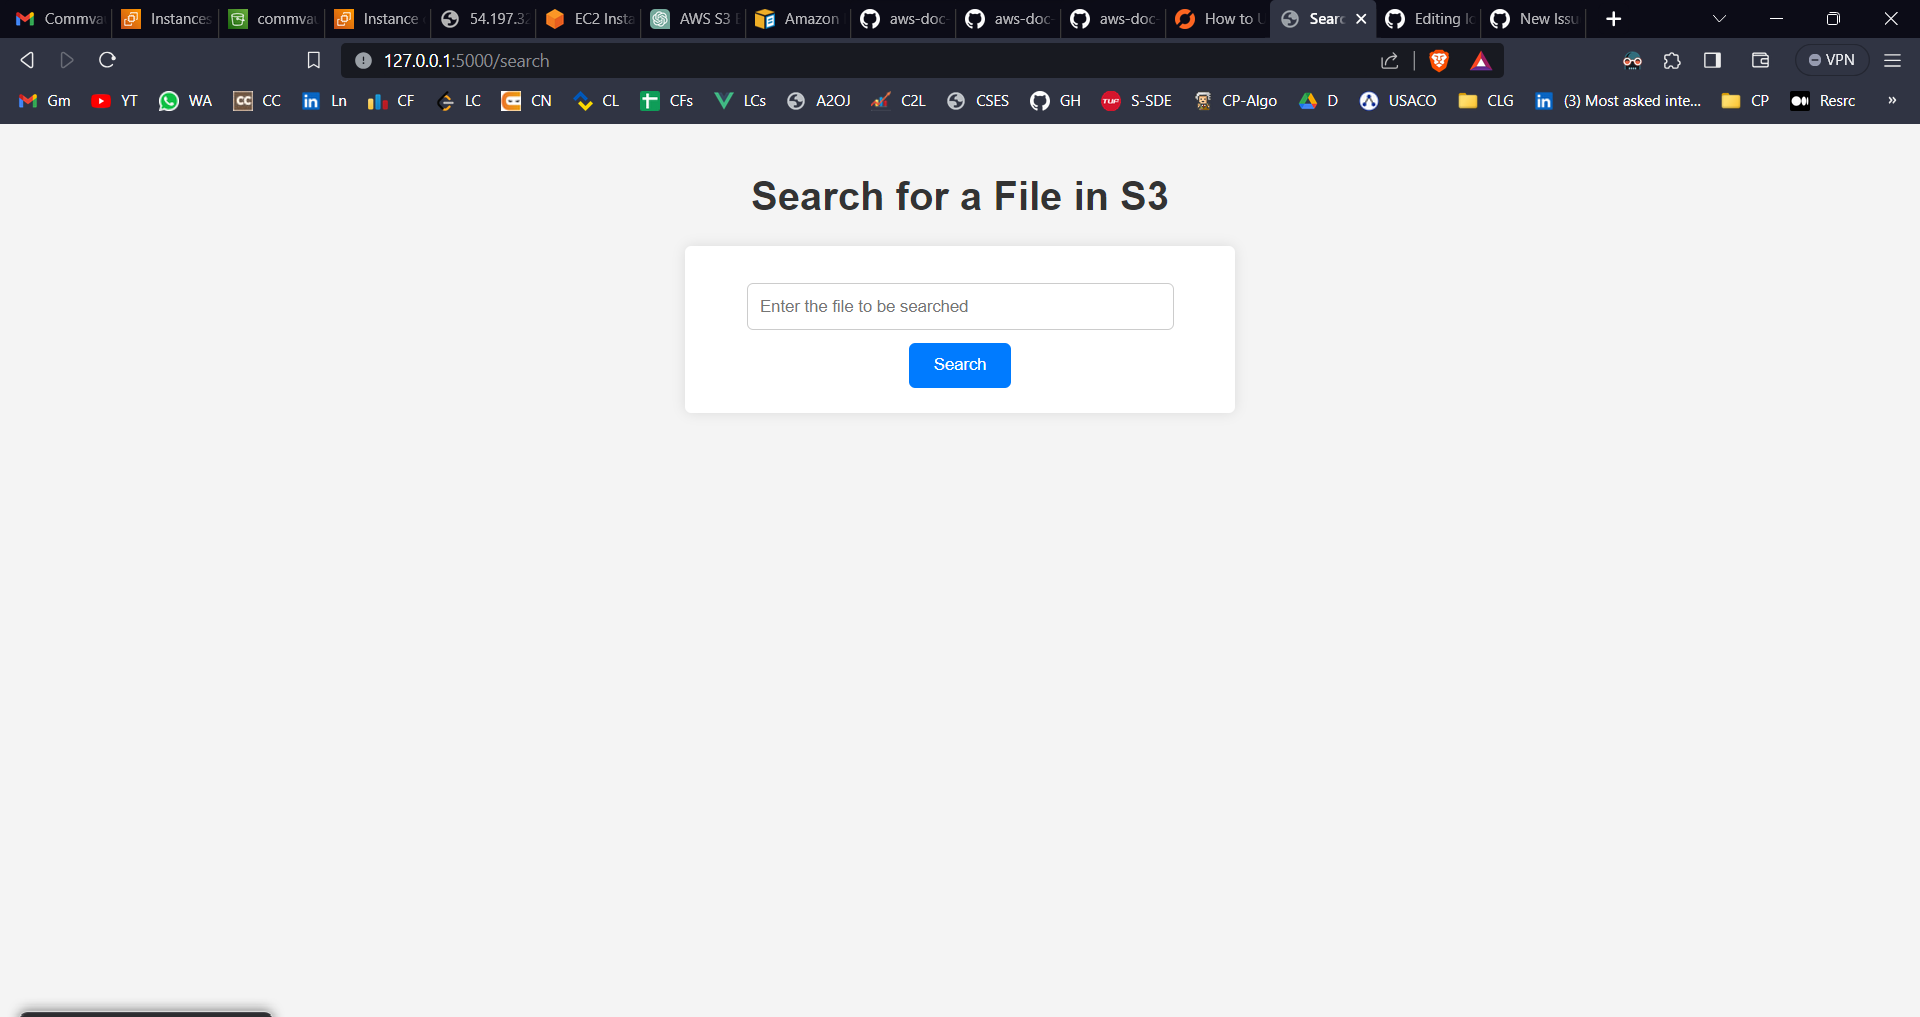 Commva
Instances
commvau
Instance
54.197.32
EC2 Insta
AWS S3
Amazon
aws-doc-
aws-doc-
aws-doc-
How to U
Searc
Editing Ic
New Issu
127.0.0.1:5000/search
VPN
Gm
YT
WA
CC
Ln
CF
LC
CN
CL
CFs
LCs
A2OJ
C2L
CSES
GH
S-SDE
CP-Algo
D
USACO
CLG
(3) Most asked inte...
CP
Resrc
»
Search for a File in S3
Enter the file to be searched
Search